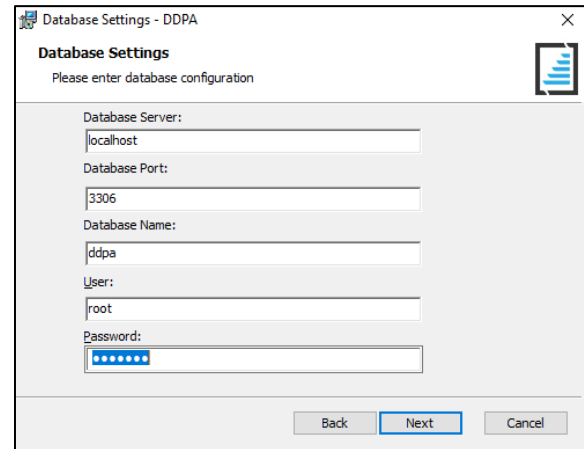 Database Settings - DDPA
Database Settings
Please enter database configuration
Database Server:
localhost
Database Port:
3306
Database Name:
ddpa
User:
root
Password:
•••••••
Back Next Cancel